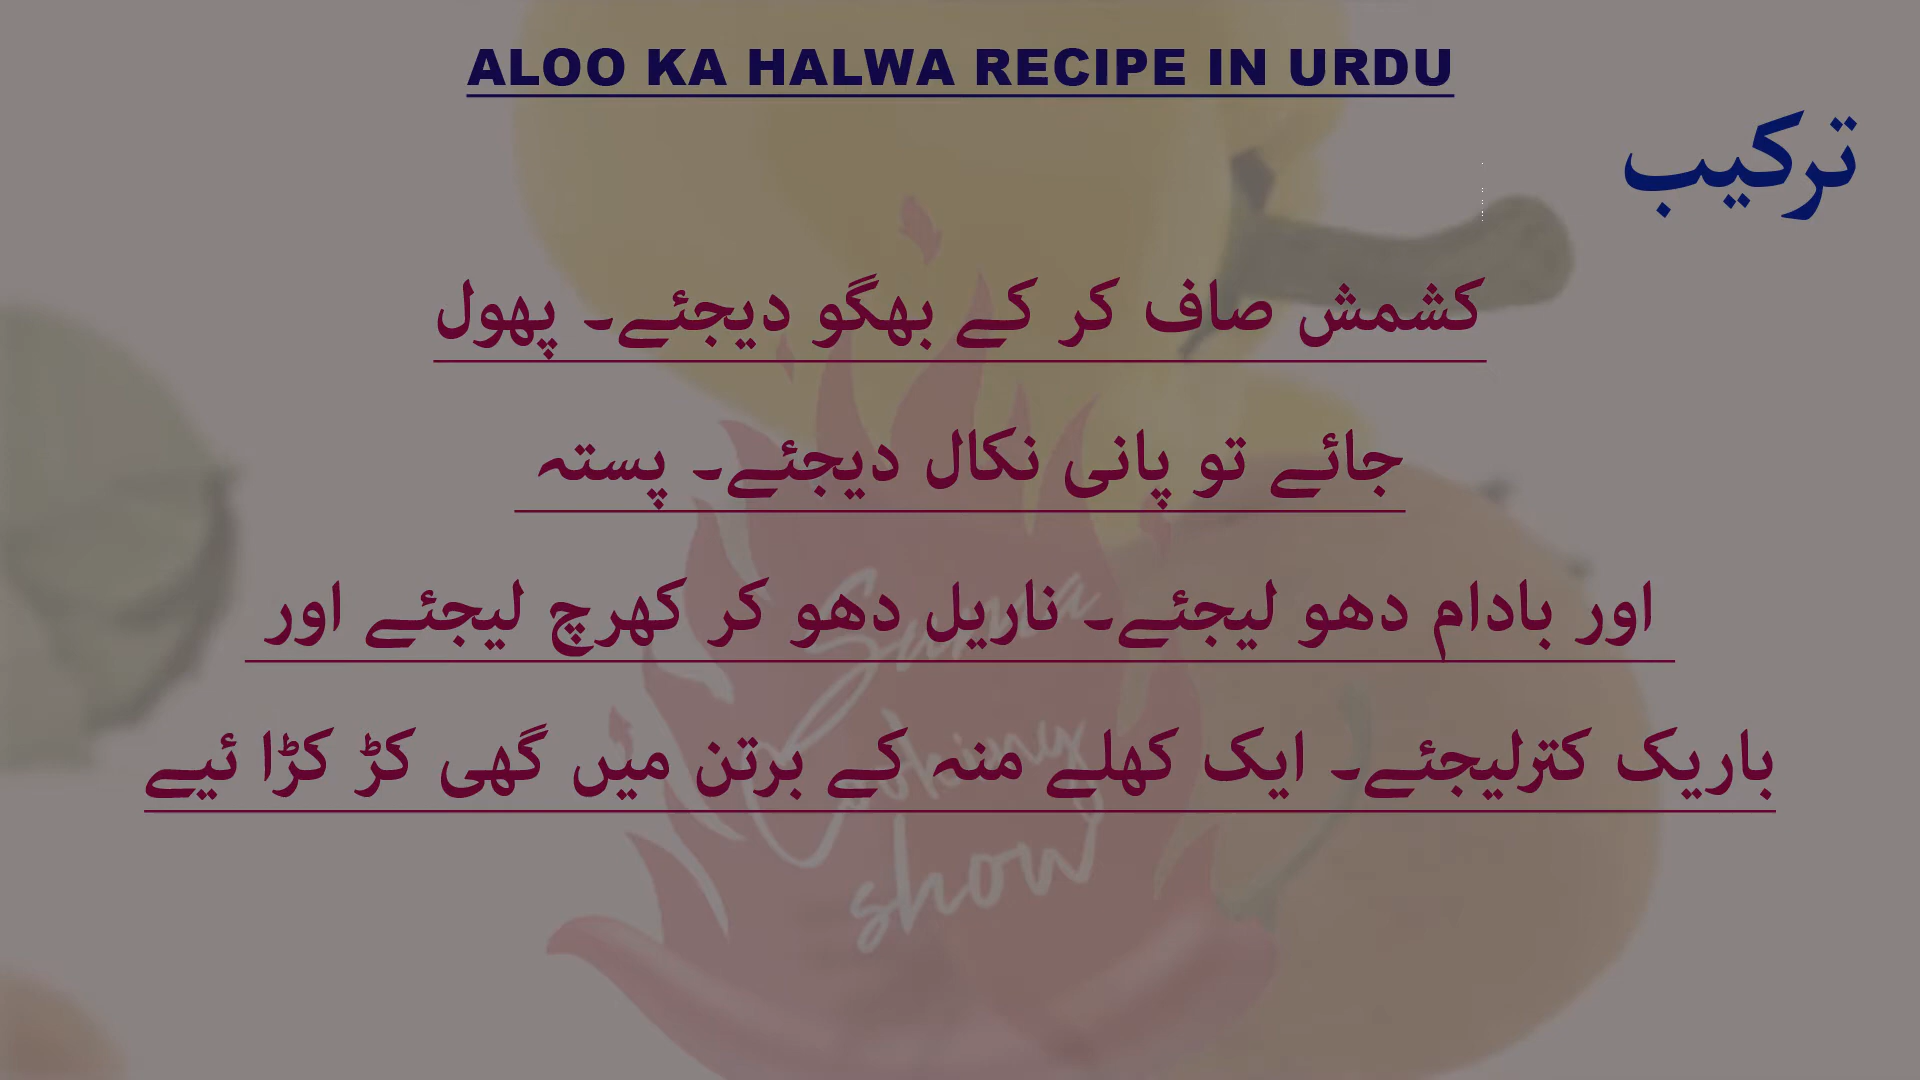 ALOO KA HALWA RECIPE IN URDU
ترکیب
کشمش صاف کر کے بھگو دیجئے۔ پھول
جائے تو پانی نکال دیجئے۔ پستہ
اور بادام دھو لیجئے۔ ناریل دھو کر کھرچ لیجئے اور
باریک کترلیجئے۔ ایک کھلے منہ کے برتن میں گھی کڑ کڑا ئیے
Cooking
show